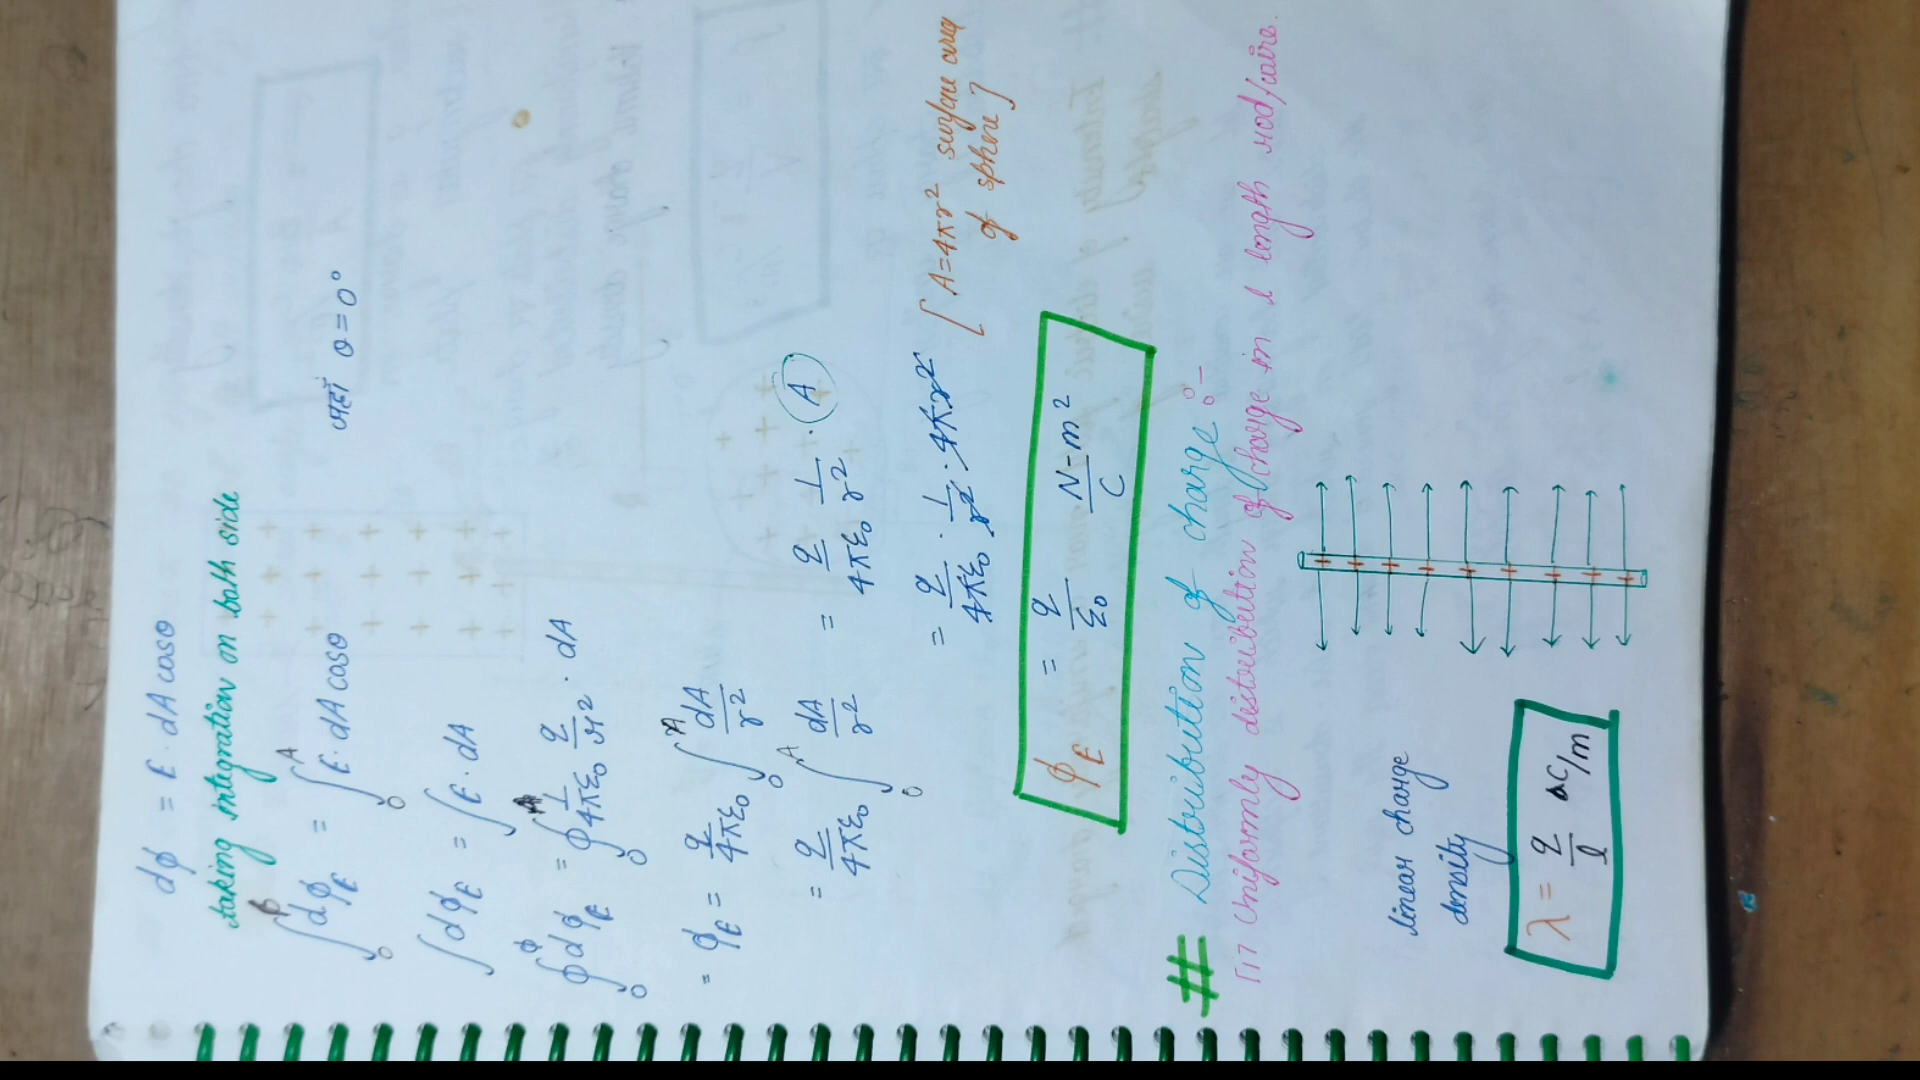 dϕ = E · dA cosθ
taking integration on both side
∫₀^ϕ dϕ_E = ∫₀^A E · dA cosθ जहाँ θ = 0°
∫dϕ_E = ∫E · dA
∮₀^ϕ dϕ_E = ∮₀^A 1/4πε₀ q/r² · dA
= ϕ_E = q/4πε₀ ∫₀^A dA/r²
= q/4πε₀ ∫₀^A dA/r² = q/4πε₀ 1/r² · (A)
= q/4πε₀ · 1/r² · 4πr² [A = 4πr² surface area
of sphere]
ϕ_E = q/ε₀ N-m²/C
# Distribution of charge :-
[1] Uniformly distribution of charge in l length rod/wire.
+ + + + + + + + +
linear charge
density
λ = q/l C/m